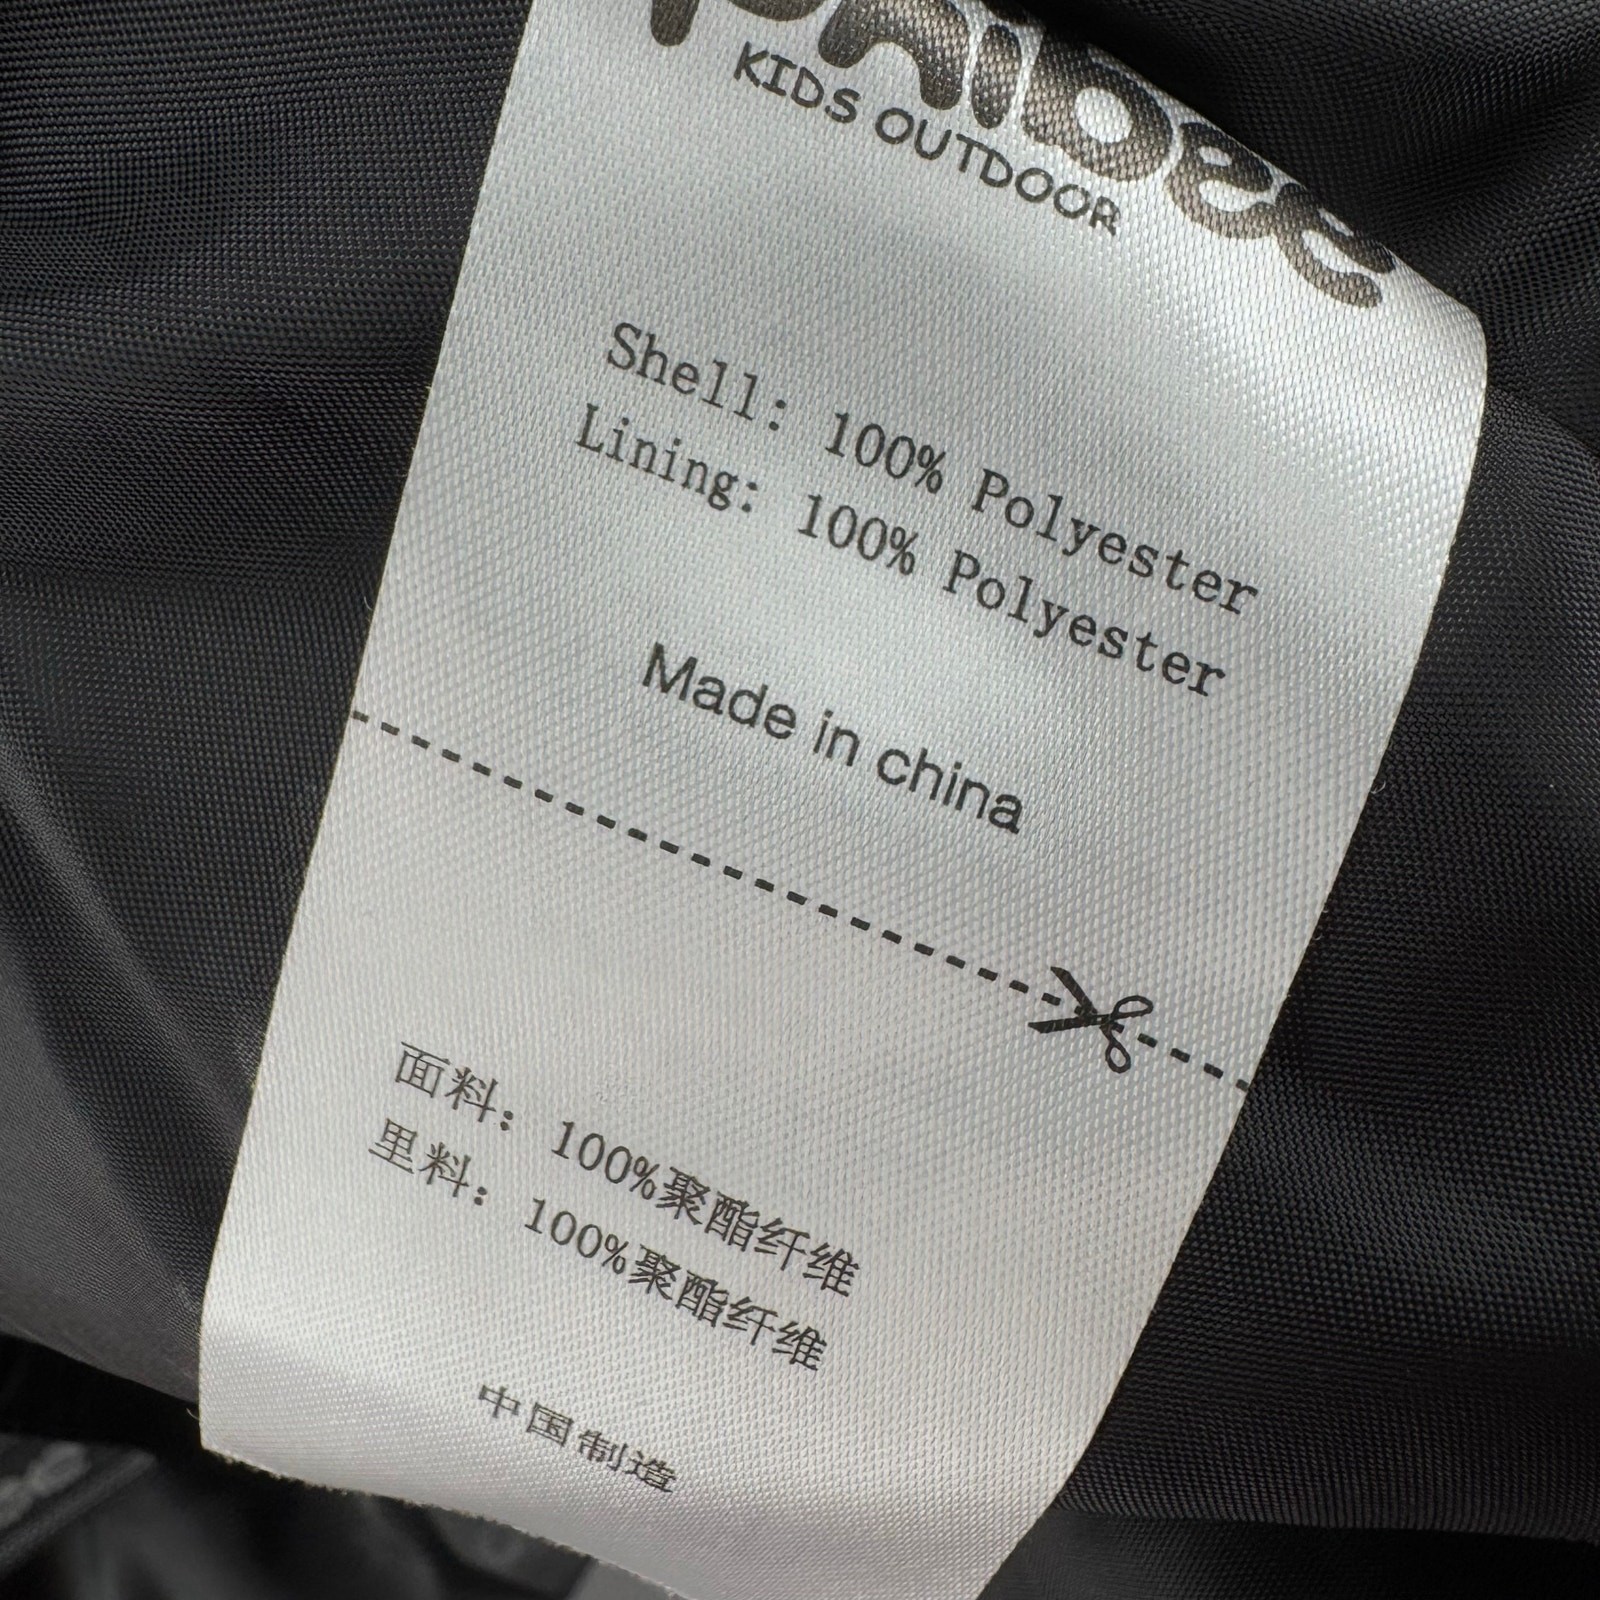 KIDS OUTDOOR
Shell: 100% Polyester
Lining: 100% Polyester
Made in china
面料: 100%聚酯纤维
里料: 100%聚酯纤维
中国制造